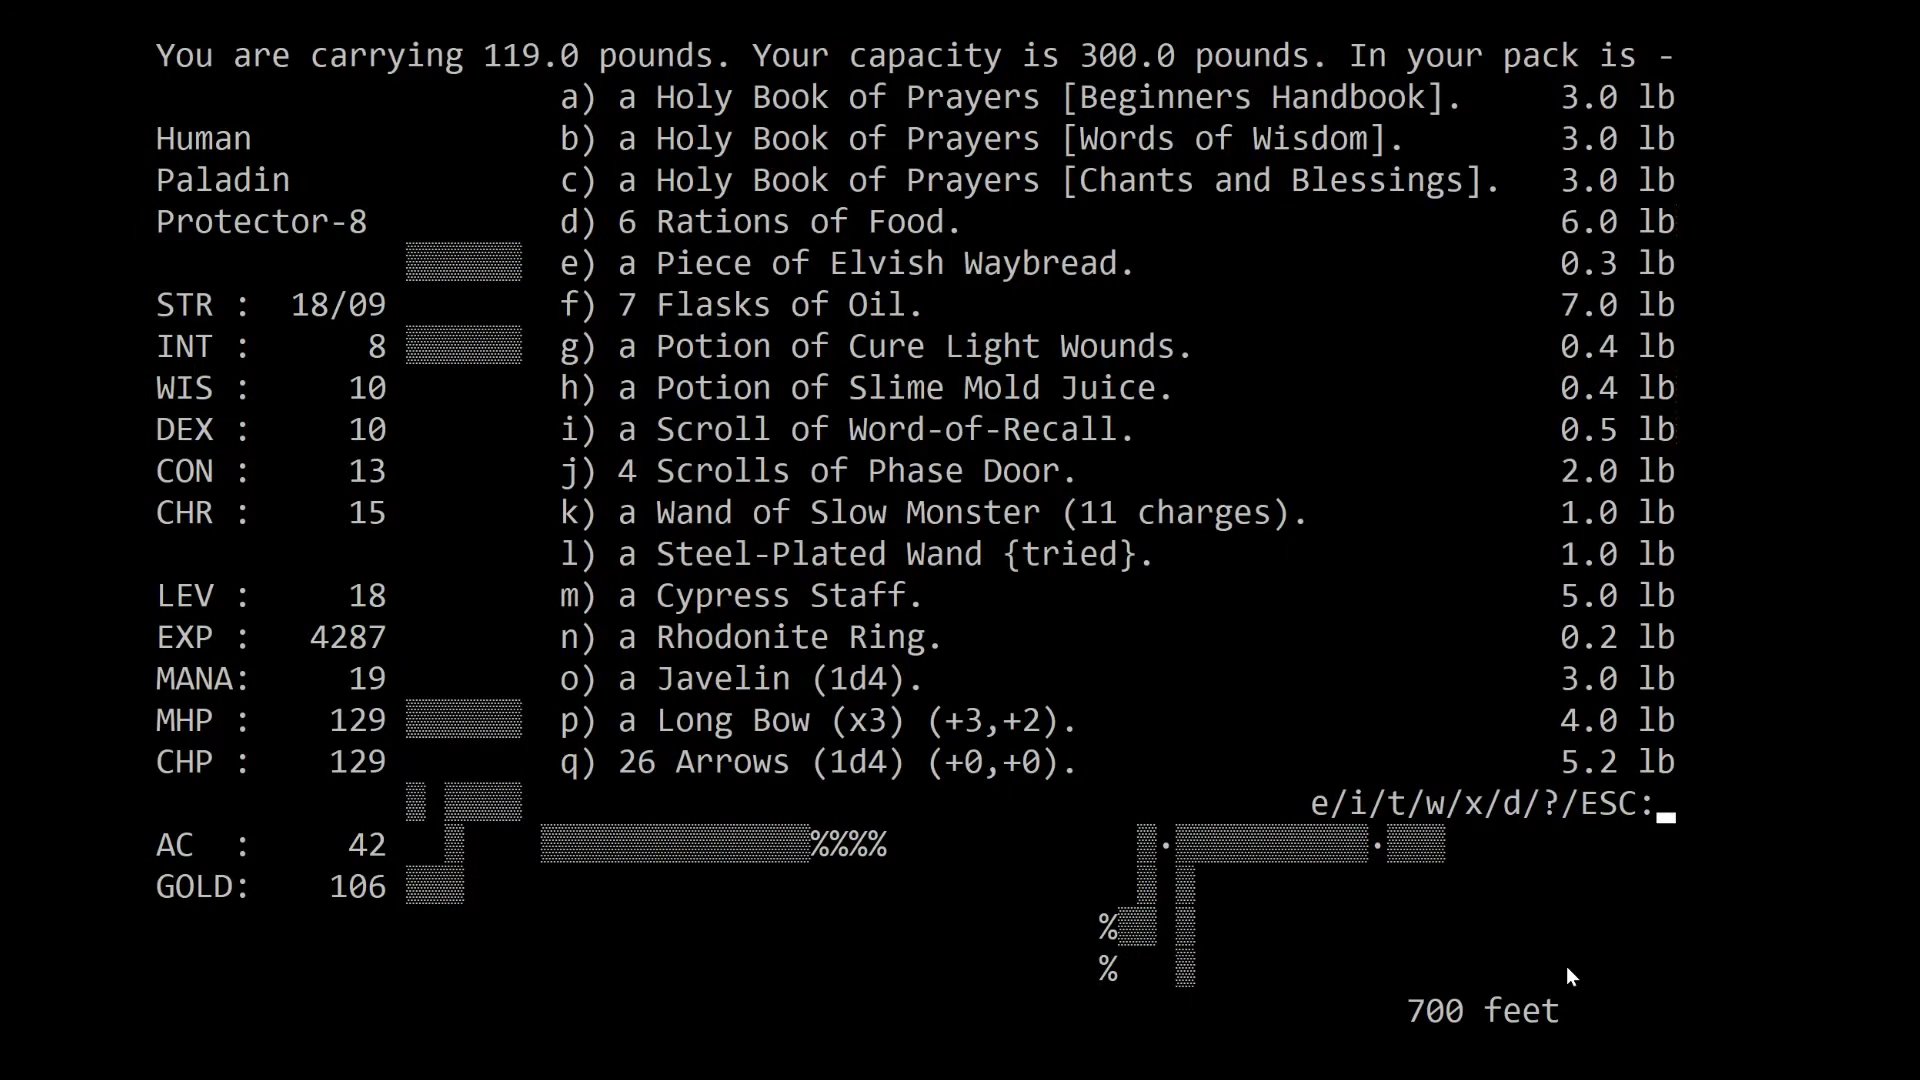 You are carrying 119.0 pounds. Your capacity is 300.0 pounds. In your pack is -
a) a Holy Book of Prayers [Beginners Handbook]. 3.0 lb
Human b) a Holy Book of Prayers [Words of Wisdom]. 3.0 lb
Paladin c) a Holy Book of Prayers [Chants and Blessings]. 3.0 lb
Protector-8 d) 6 Rations of Food. 6.0 lb
e) a Piece of Elvish Waybread. 0.3 lb
STR : 18/09 f) 7 Flasks of Oil. 7.0 lb
INT : 8 g) a Potion of Cure Light Wounds. 0.4 lb
WIS : 10 h) a Potion of Slime Mold Juice. 0.4 lb
DEX : 10 i) a Scroll of Word-of-Recall. 0.5 lb
CON : 13 j) 4 Scrolls of Phase Door. 2.0 lb
CHR : 15 k) a Wand of Slow Monster (11 charges). 1.0 lb
l) a Steel-Plated Wand {tried}. 1.0 lb
LEV : 18 m) a Cypress Staff. 5.0 lb
EXP : 4287 n) a Rhodonite Ring. 0.2 lb
MANA: 19 o) a Javelin (1d4). 3.0 lb
MHP : 129 p) a Long Bow (x3) (+3,+2). 4.0 lb
CHP : 129 q) 26 Arrows (1d4) (+0,+0). 5.2 lb
e/i/t/w/x/d/?/ESC:
AC : 42 %%%% . .
GOLD: 106
%
%
700 feet